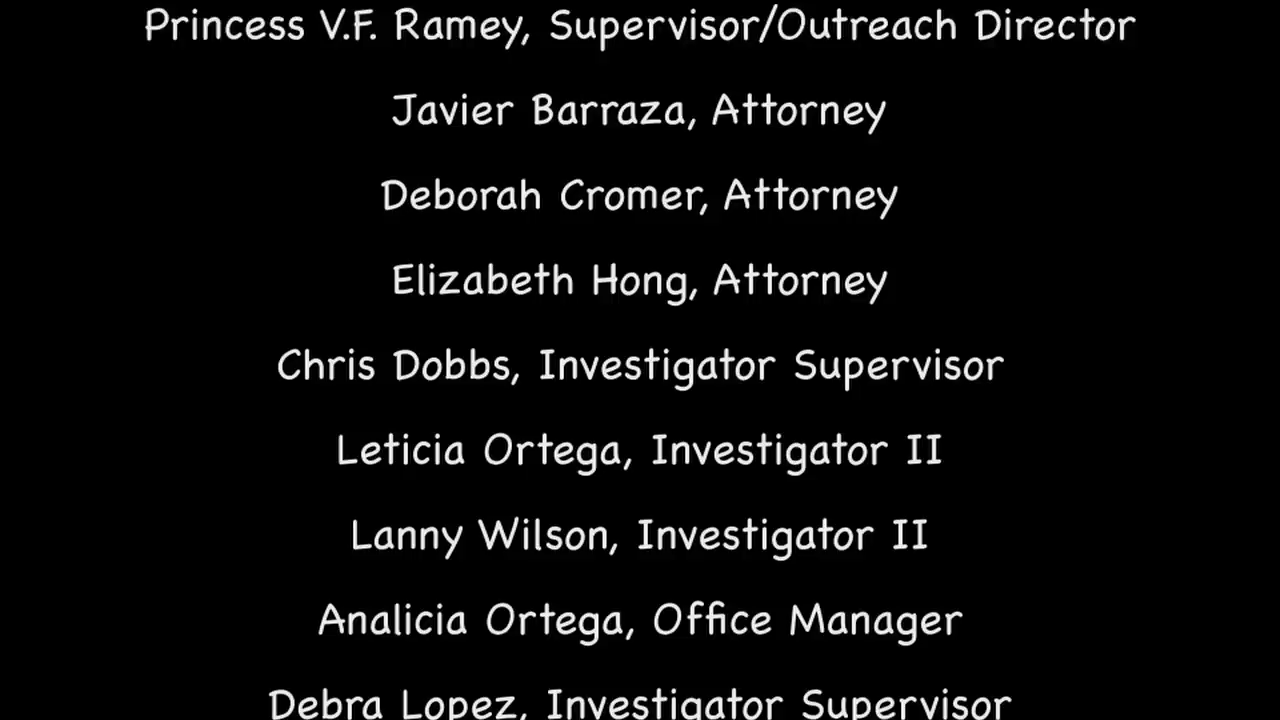 Princess V.F. Ramey, Supervisor/Outreach Director
Javier Barraza, Attorney
Deborah Cromer, Attorney
Elizabeth Hong, Attorney
Chris Dobbs, Investigator Supervisor
Leticia Ortega, Investigator II
Lanny Wilson, Investigator II
Analicia Ortega, Office Manager
Debra Lopez, Investigator Supervisor